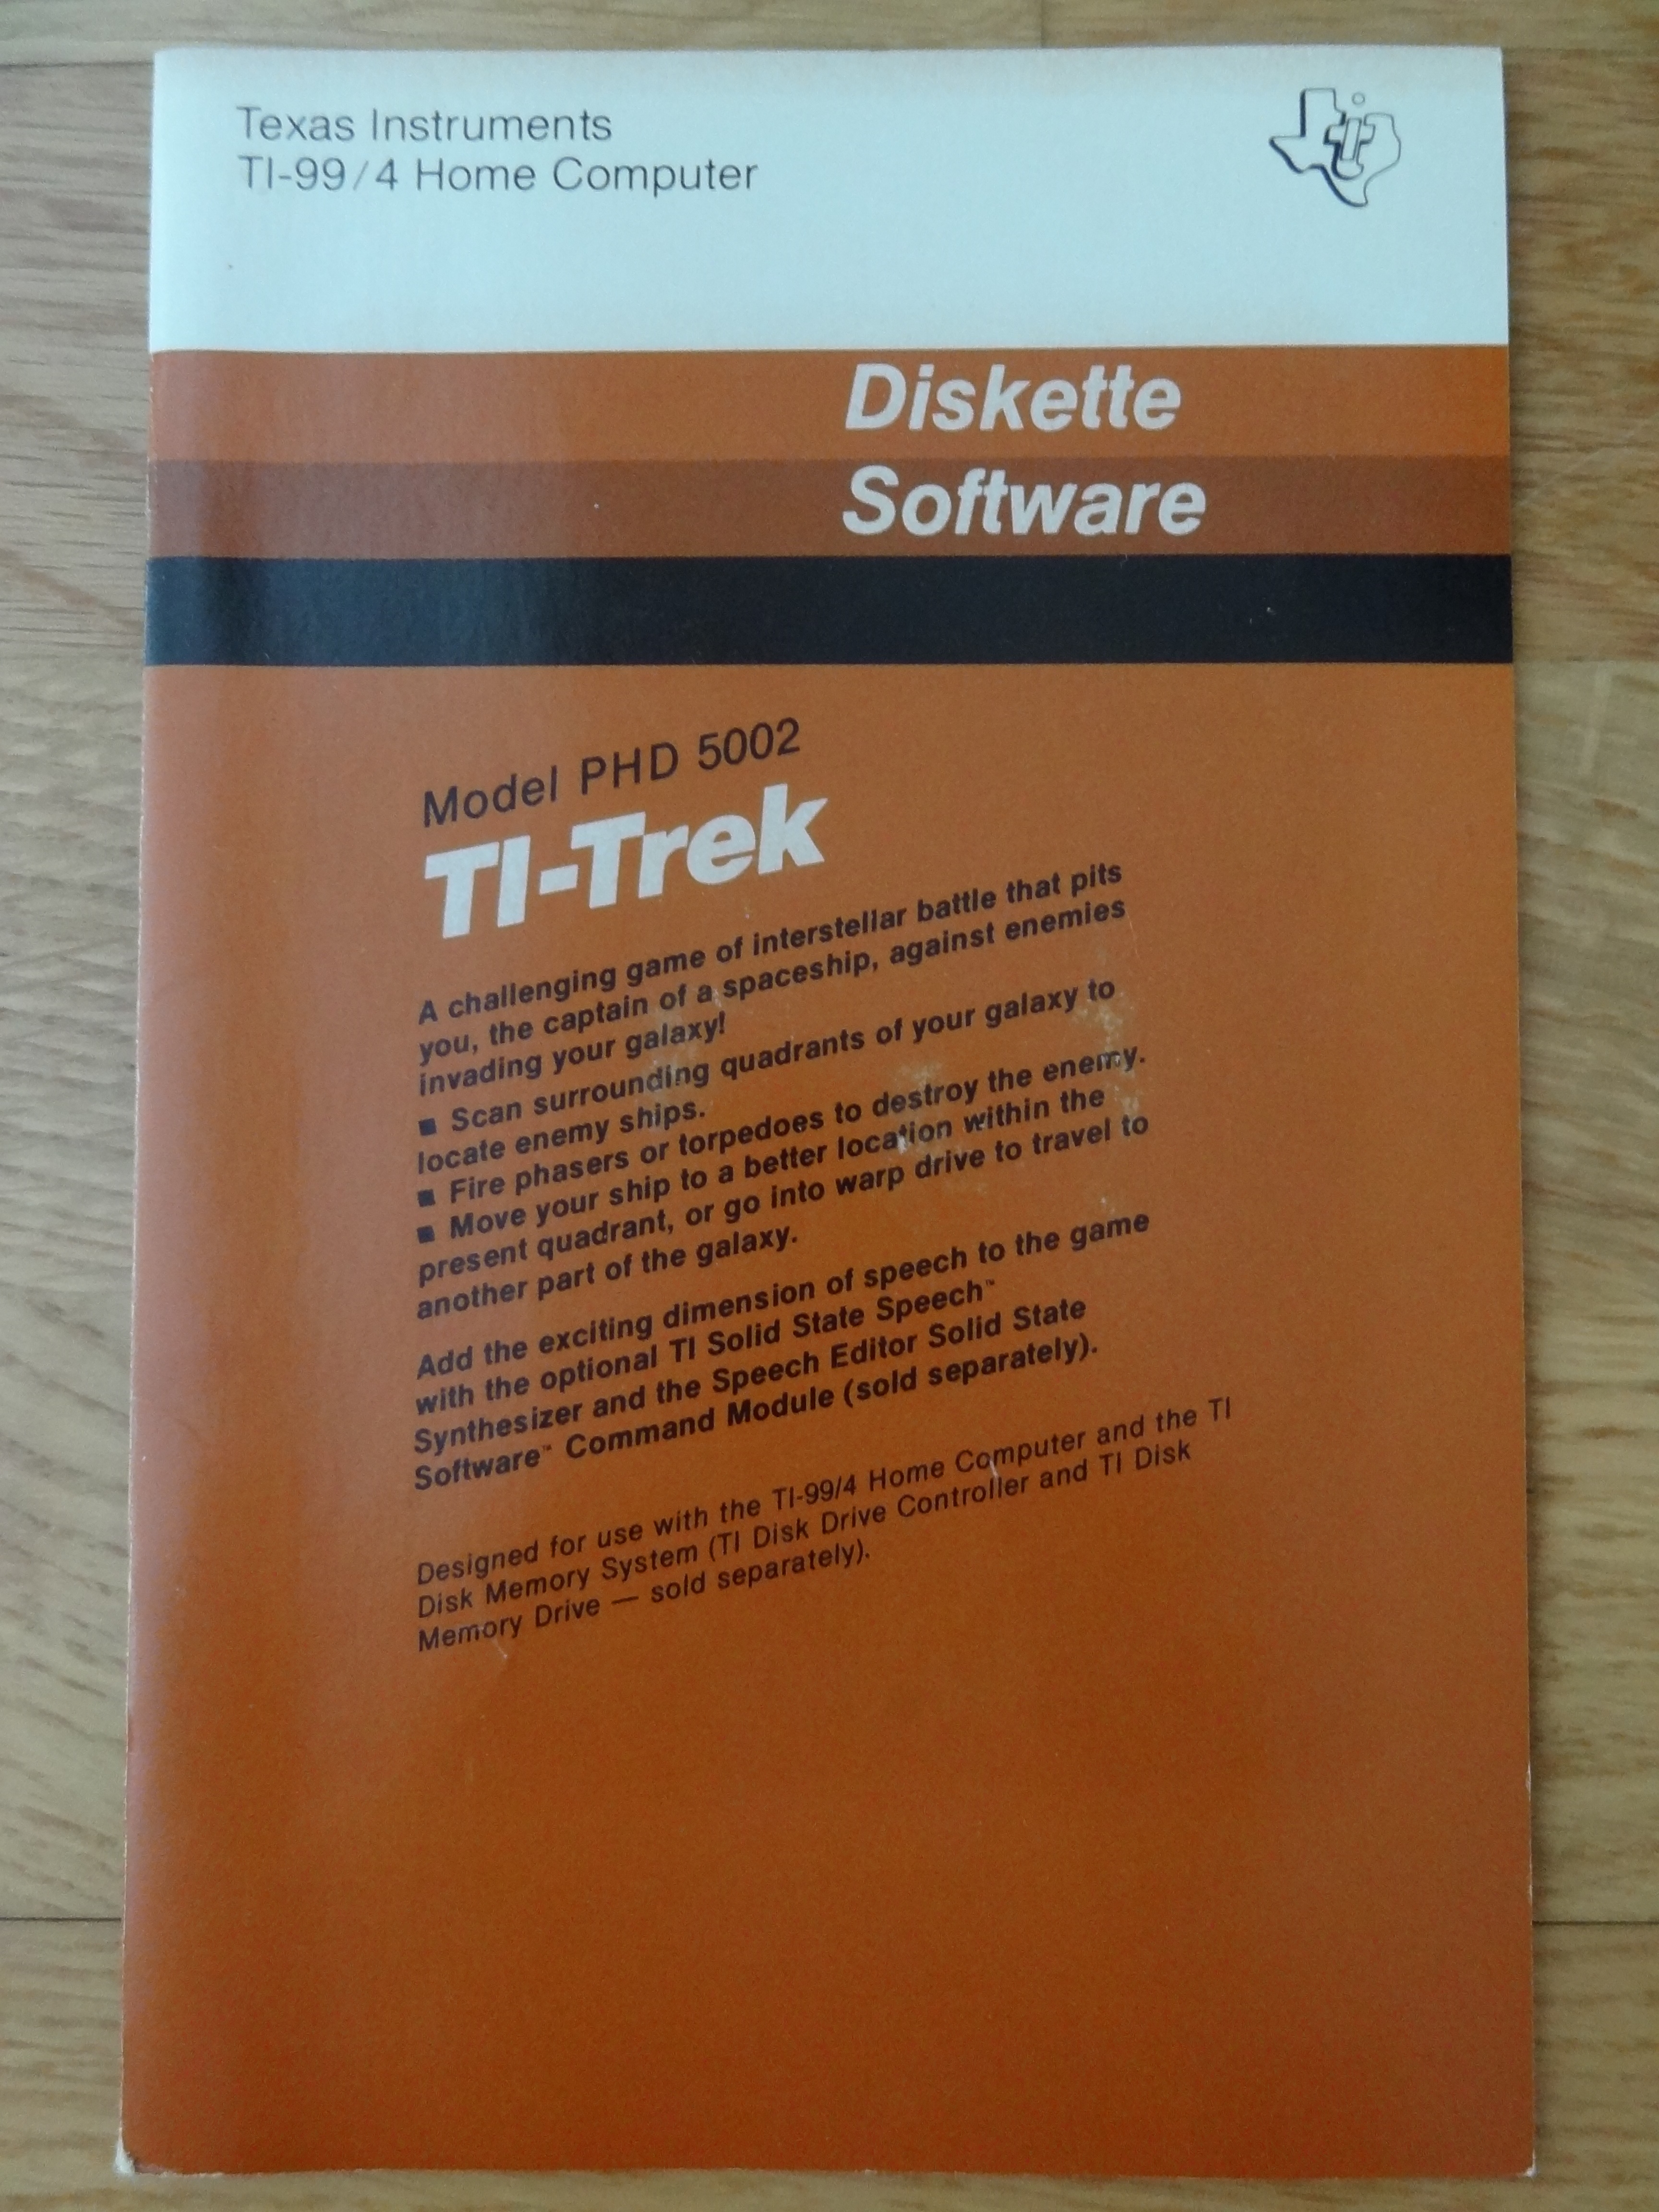 Texas Instruments
TI-99/4 Home Computer
Diskette
Software
Model PHD 5002
TI-Trek
A challenging game of interstellar battle that pits
you, the captain of a spaceship, against enemies
invading your galaxy!
■ Scan surrounding quadrants of your galaxy to
locate enemy ships.
■ Fire phasers or torpedoes to destroy the enemy.
■ Move your ship to a better location within the
present quadrant, or go into warp drive to travel to
another part of the galaxy.
Add the exciting dimension of speech to the game
with the optional TI Solid State Speech™
Synthesizer and the Speech Editor Solid State
Software™ Command Module (sold separately).
Designed for use with the TI-99/4 Home Computer and the TI
Disk Memory System (TI Disk Drive Controller and TI Disk
Memory Drive — sold separately).